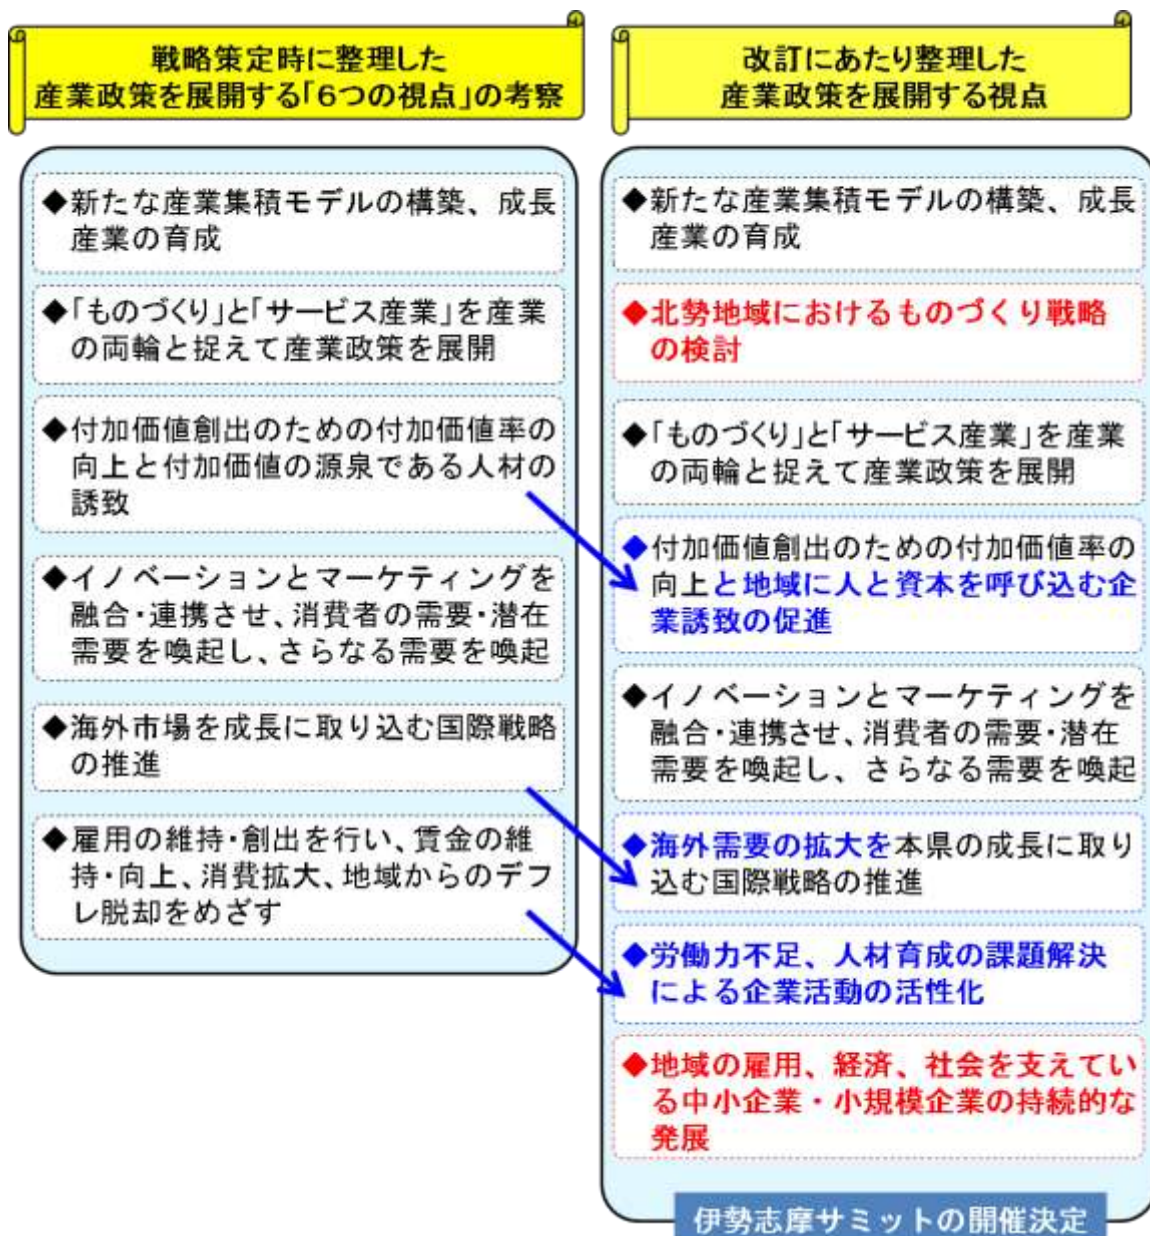 戦略策定時に整理した
産業政策を展開する「6つの視点」の考察
◆新たな産業集積モデルの構築、成長
産業の育成
◆「ものづくり」と「サービス産業」を産業
の両輪と捉えて産業政策を展開
◆付加価値創出のための付加価値率の
向上と付加価値の源泉である人材の
誘致
◆イノベーションとマーケティングを
融合・連携させ、消費者の需要・潜在
需要を喚起し、さらなる需要を喚起
◆海外市場を成長に取り込む国際戦略
の推進
◆雇用の維持・創出を行い、賃金の維
持・向上、消費拡大、地域からのデフ
レ脱却をめざす
改訂にあたり整理した
産業政策を展開する視点
◆新たな産業集積モデルの構築、成長
産業の育成
◆北勢地域におけるものづくり戦略
の検討
◆「ものづくり」と「サービス産業」を産業
の両輪と捉えて産業政策を展開
◆付加価値創出のための付加価値率の
向上と地域に人と資本を呼び込む企
業誘致の促進
◆イノベーションとマーケティングを
融合・連携させ、消費者の需要・潜在
需要を喚起し、さらなる需要を喚起
◆海外需要の拡大を本県の成長に取り
込む国際戦略の推進
◆労働力不足、人材育成の課題解決
による企業活動の活性化
◆地域の雇用、経済、社会を支えてい
る中小企業・小規模企業の持続的な
発展
伊勢志摩サミットの開催決定